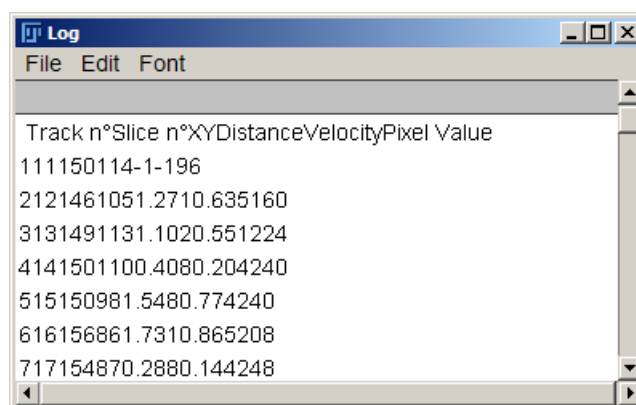 Log
File Edit Font
Track n°Slice n°XYDistanceVelocityPixel Value
111150114-1-196
2121461051.2710.635160
3131491131.1020.551224
4141501100.4080.204240
515150981.5480.774240
616156861.7310.865208
717154870.2880.144248